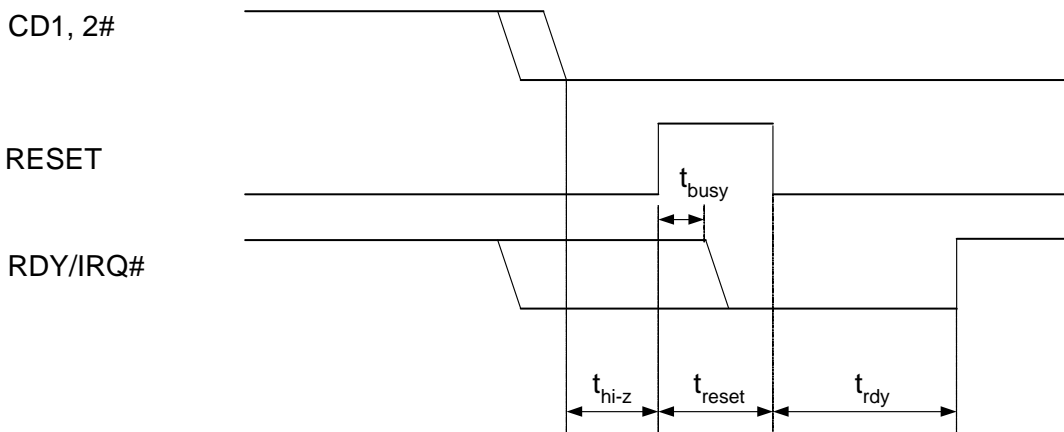 CD1, 2#
RESET
t_busy
RDY/IRQ#
t_hi-z t_reset t_rdy